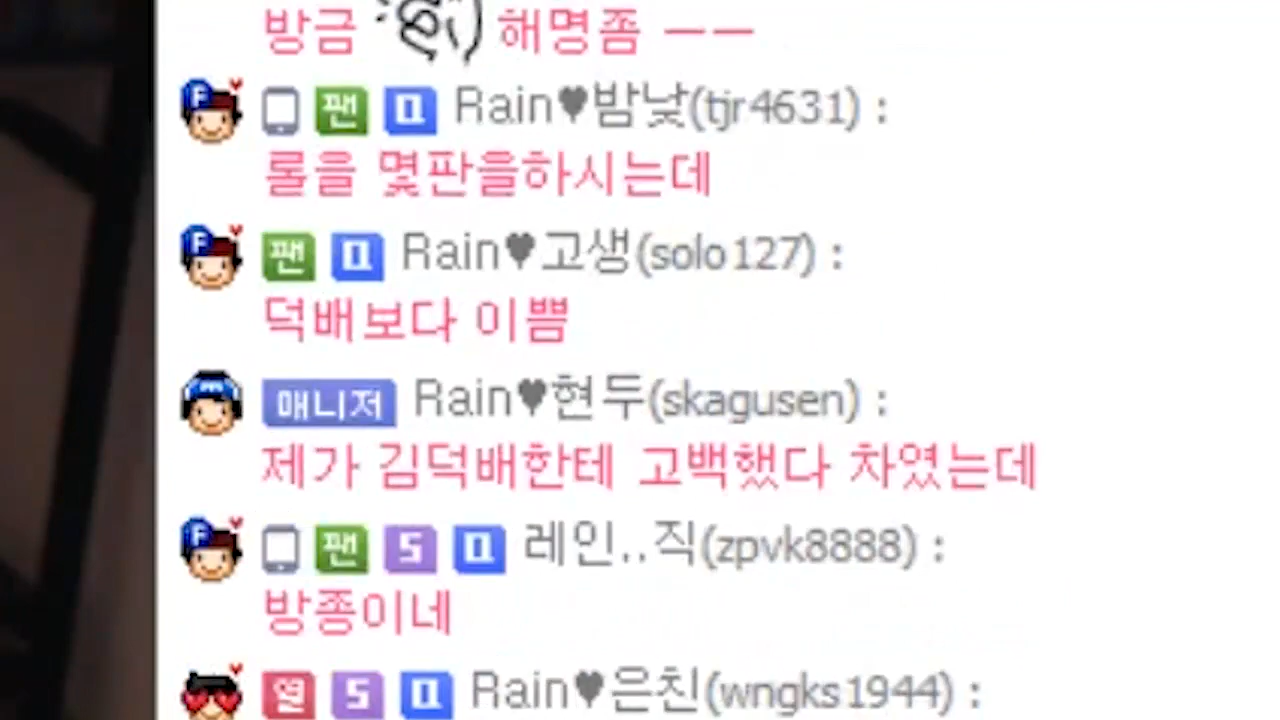 방금 해명좀 ㅡㅡ
팬 Rain♥밤낮(tjr4631) :
롤을 몇판을하시는데
팬 Rain♥고생(solo127) :
덕배보다 이쁨
매니저 Rain♥현두(skagusen) :
제가 김덕배한테 고백했다 차였는데
팬 S 레인..직(zpvk8888) :
방종이네
열 S Rain♥은친(wngks1944) :